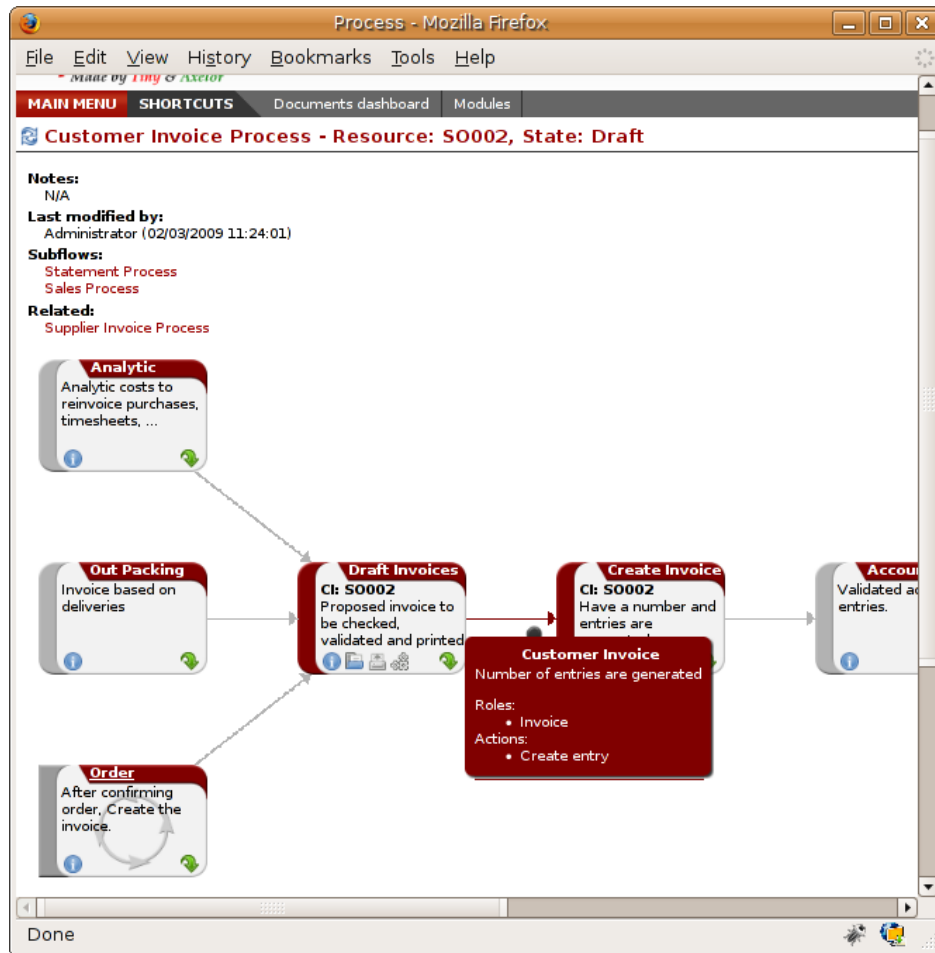 Process - Mozilla Firefox
File Edit View History Bookmarks Tools Help
- Made by Tiny & Axelor
MAIN MENU SHORTCUTS Documents dashboard Modules
Customer Invoice Process - Resource: SO002, State: Draft
Notes:
N/A
Last modified by:
Administrator (02/03/2009 11:24:01)
Subflows:
Statement Process
Sales Process
Related:
Supplier Invoice Process
Analytic
Analytic costs to
reinvoice purchases,
timesheets, ...
Out Packing
Invoice based on
deliveries
Draft Invoices
CI: SO002
Proposed invoice to
be checked,
validated and printed
Create Invoice
CI: SO002
Have a number and
entries are
Accou
Validated ac
entries.
Customer Invoice
Number of entries are generated
Roles:
• Invoice
Actions:
• Create entry
Order
After confirming
order, Create the
invoice.
Done